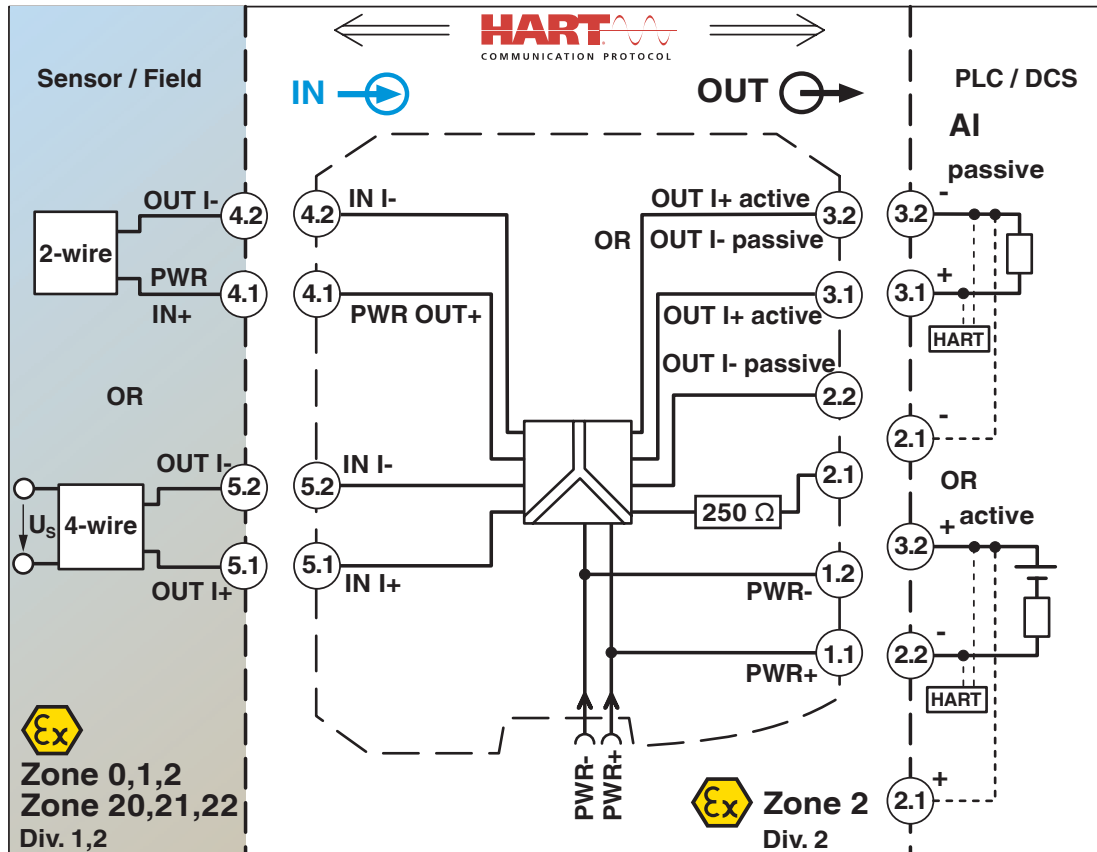 HART
COMMUNICATION PROTOCOL
Sensor / Field
IN
OUT
PLC / DCS
AI
passive
OUT I-
4.2
2-wire
PWR
4.1
IN+
OR
OUT I-
5.2
US
4-wire
5.1
OUT I+
Ex
Zone 0,1,2
Zone 20,21,22
Div. 1,2
4.2
IN I-
4.1
PWR OUT+
5.2
IN I-
5.1
IN I+
OUT I+ active
3.2
OR
OUT I- passive
3.1
OUT I+ active
OUT I- passive
2.2
2.1
250 Ω
1.2
PWR-
1.1
PWR+
PWR-
PWR+
Ex
Zone 2
Div. 2
-
3.2
+
3.1
HART
-
2.1
OR
active
+
3.2
-
2.2
HART
+
2.1